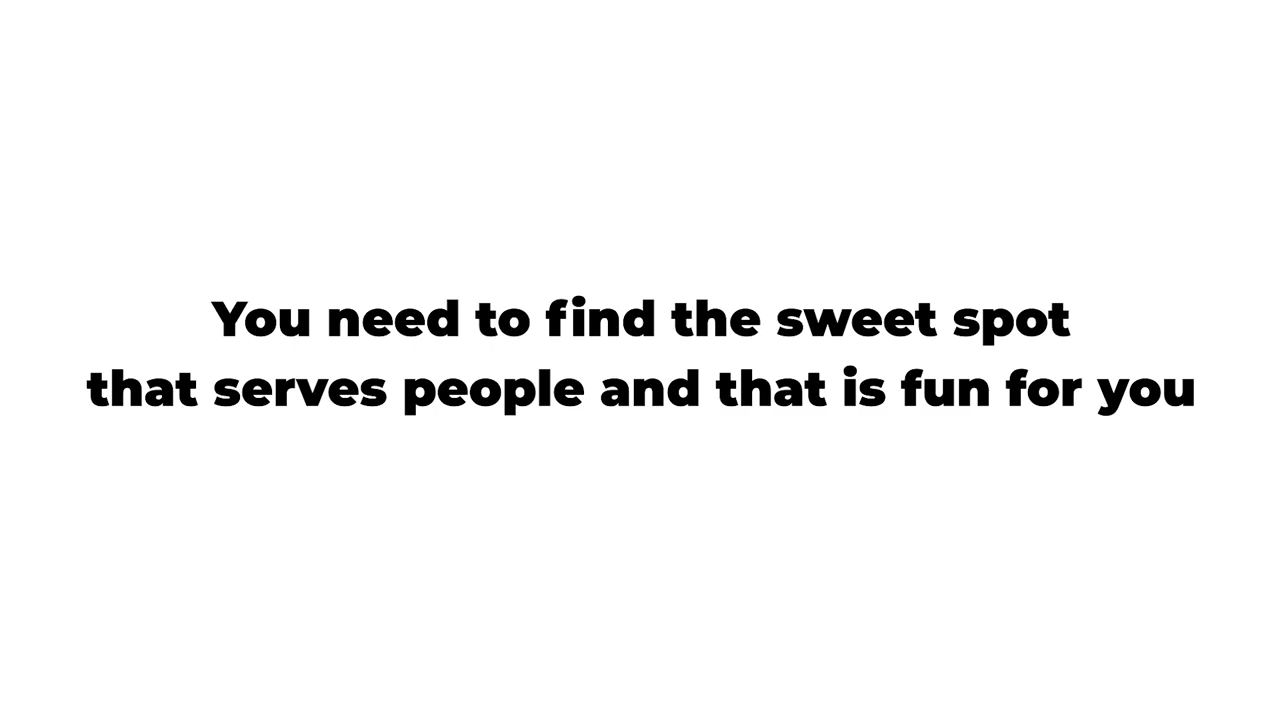 You need to find the sweet spot
that serves people and that is fun for you